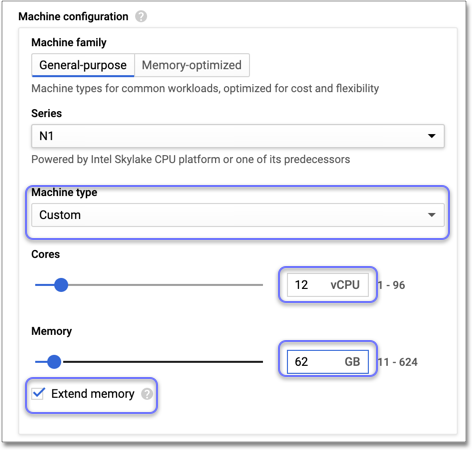 Machine configuration ?
Machine family
General-purpose Memory-optimized
Machine types for common workloads, optimized for cost and flexibility
Series
N1
Powered by Intel Skylake CPU platform or one of its predecessors
Machine type
Custom
Cores
12 vCPU 1 - 96
Memory
62 GB 11 - 624
Extend memory ?